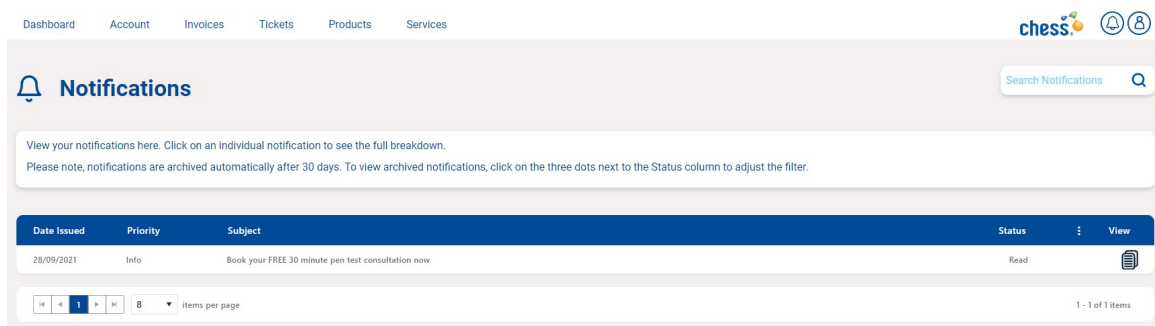 Dashboard Account Invoices Tickets Products Services
chess
Notifications
Search Notifications
View your notifications here. Click on an individual notification to see the full breakdown.
Please note, notifications are archived automatically after 30 days. To view archived notifications, click on the three dots next to the Status column to adjust the filter.
Date Issued Priority Subject Status View
28/09/2021 Info Book your FREE 30 minute pen test consultation now Read
1 8 items per page 1 - 1 of 1 items